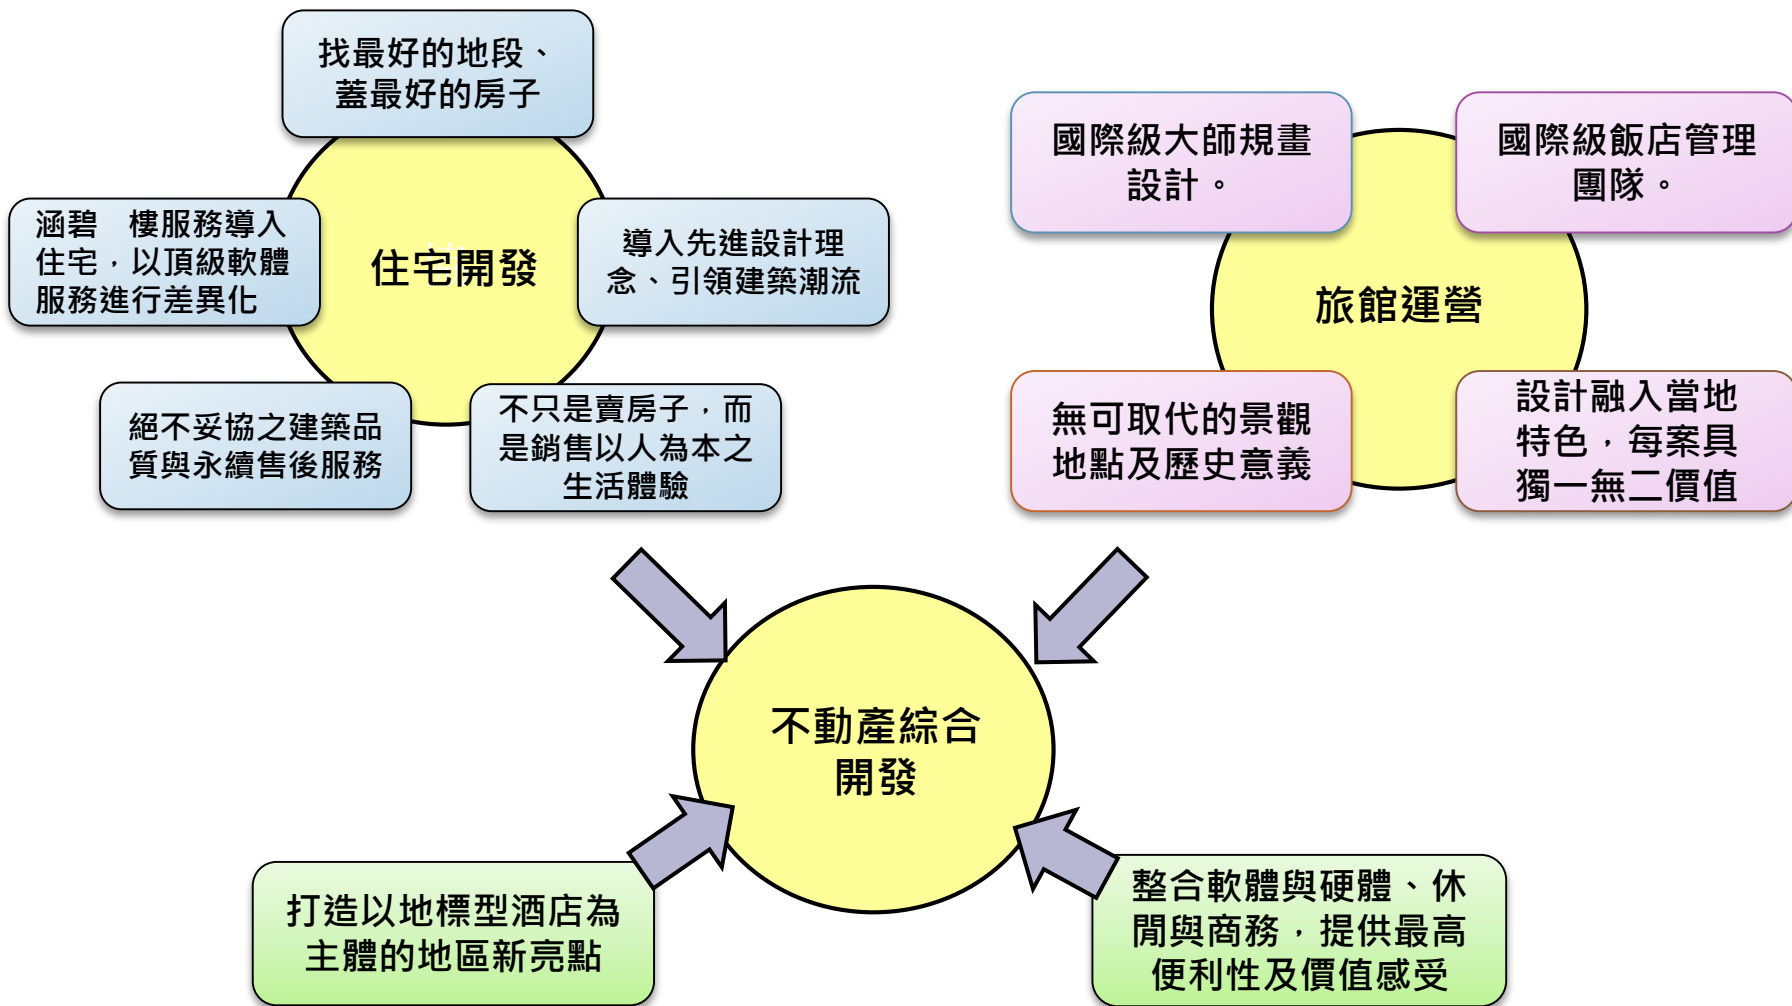 找最好的地段、
蓋最好的房子
涵碧　樓服務導入
住宅，以頂級軟體
服務進行差異化
住宅開發
導入先進設計理
念、引領建築潮流
絕不妥協之建築品
質與永續售後服務
不只是賣房子，而
是銷售以人為本之
生活體驗
國際級大師規畫
設計。
國際級飯店管理
團隊。
旅館運營
無可取代的景觀
地點及歷史意義
設計融入當地
特色，每案具
獨一無二價值
不動產綜合
開發
打造以地標型酒店為
主體的地區新亮點
整合軟體與硬體、休
閒與商務，提供最高
便利性及價值感受